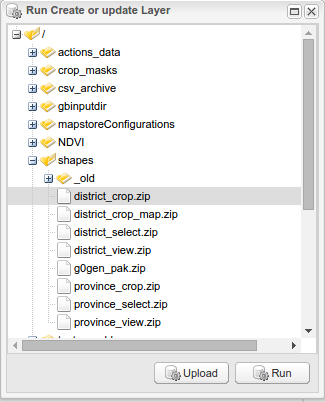 Run Create or update Layer
/
actions_data
crop_masks
csv_archive
gbinputdir
mapstoreConfigurations
NDVI
shapes
_old
district_crop.zip
district_crop_map.zip
district_select.zip
district_view.zip
g0gen_pak.zip
province_crop.zip
province_select.zip
province_view.zip
Upload
Run